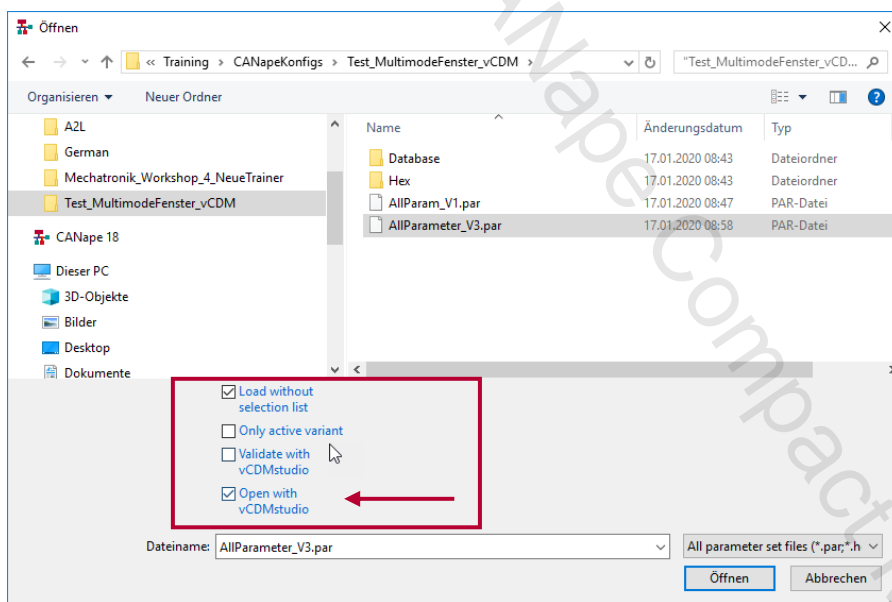 Öffnen
« Training › CANapeKonfigs › Test_MultimodeFenster_vCDM ›
"Test_MultimodeFenster_vCD...
Organisieren
Neuer Ordner
A2L
German
Mechatronik_Workshop_4_NeueTrainer
Test_MultimodeFenster_vCDM
CANape 18
Dieser PC
3D-Objekte
Bilder
Desktop
Dokumente
Name Änderungsdatum Typ
Database 17.01.2020 08:43 Dateiordner
Hex 17.01.2020 08:43 Dateiordner
AllParam_V1.par 17.01.2020 08:47 PAR-Datei
AllParameter_V3.par 17.01.2020 08:58 PAR-Datei
Load without
selection list
Only active variant
Validate with
vCDMstudio
Open with
vCDMstudio
Dateiname: AllParameter_V3.par
All parameter set files (*.par;*.h
Öffnen
Abbrechen
CANape Compact